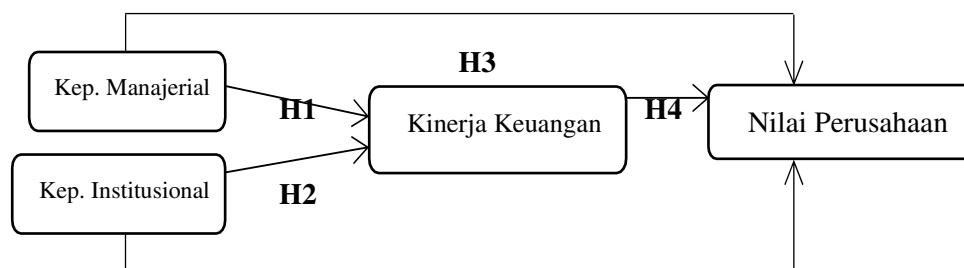 H3
Kep. Manajerial
H1
Kinerja Keuangan
H4
Nilai Perusahaan
Kep. Institusional
H2